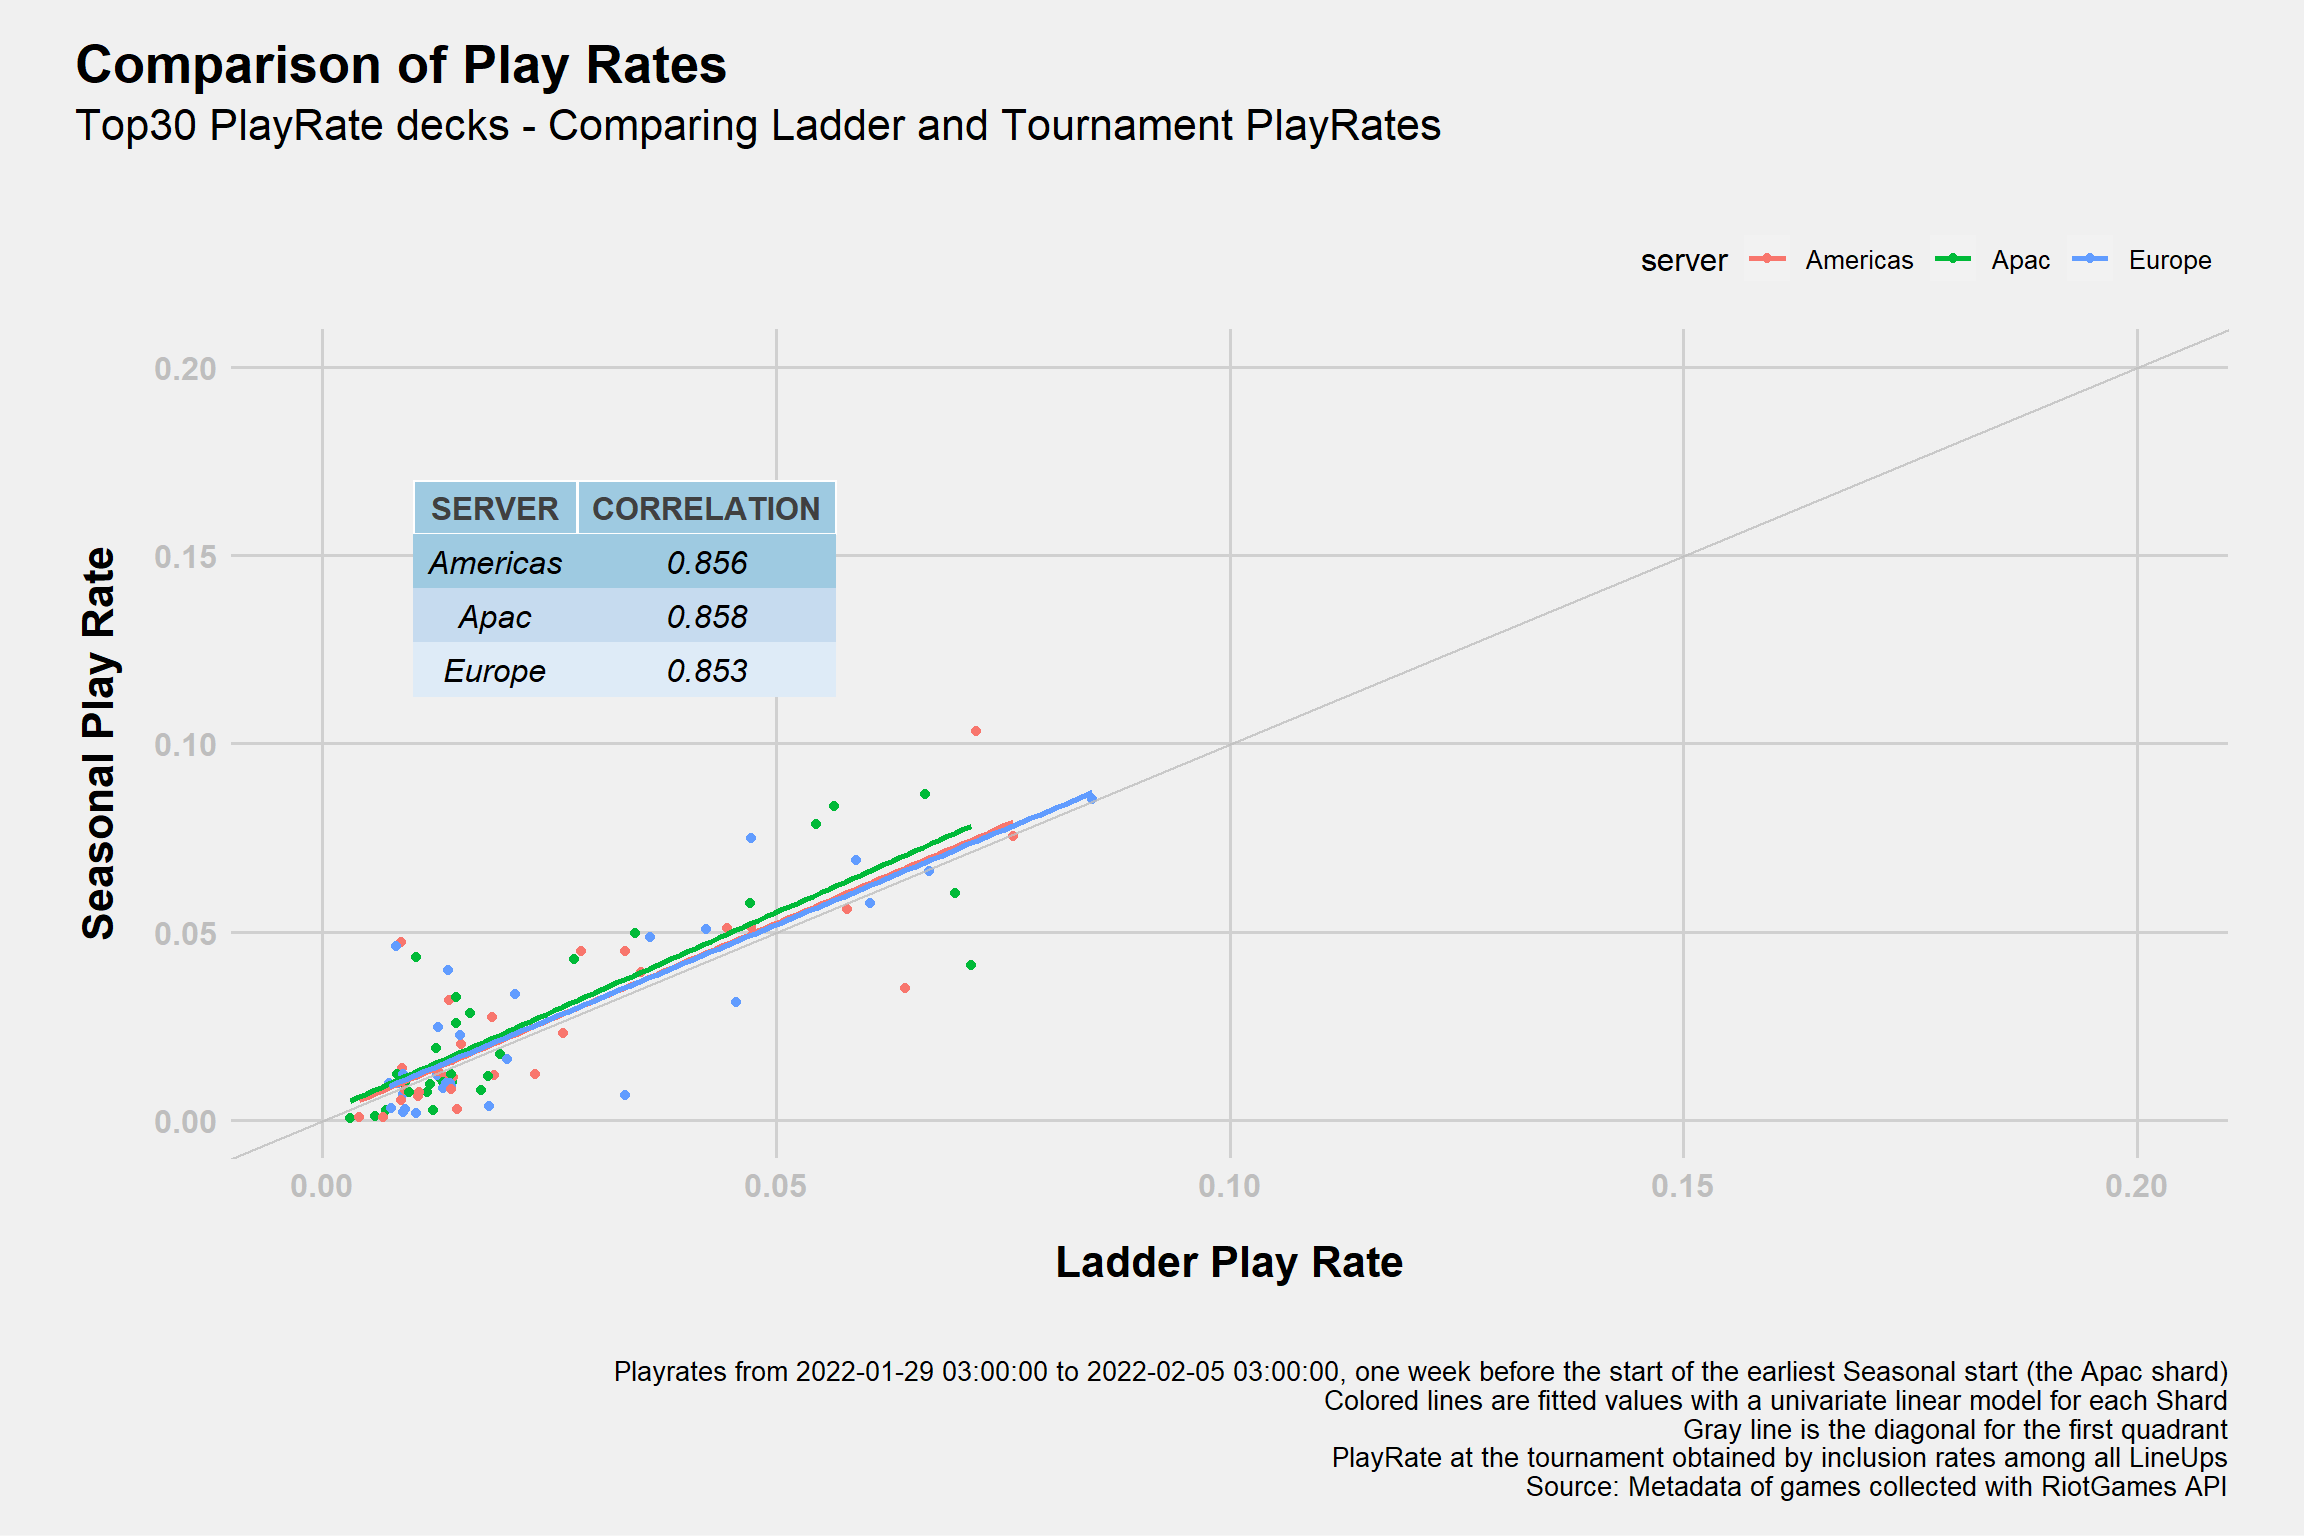 Comparison of Play Rates
Top30 PlayRate decks - Comparing Ladder and Tournament PlayRates
server Americas Apac Europe
0.20
0.15
0.10
0.05
0.00
Seasonal Play Rate
SERVER CORRELATION
Americas 0.856
Apac 0.858
Europe 0.853
0.00 0.05 0.10 0.15 0.20
Ladder Play Rate
Playrates from 2022-01-29 03:00:00 to 2022-02-05 03:00:00, one week before the start of the earliest Seasonal start (the Apac shard)
Colored lines are fitted values with a univariate linear model for each Shard
Gray line is the diagonal for the first quadrant
PlayRate at the tournament obtained by inclusion rates among all LineUps
Source: Metadata of games collected with RiotGames API